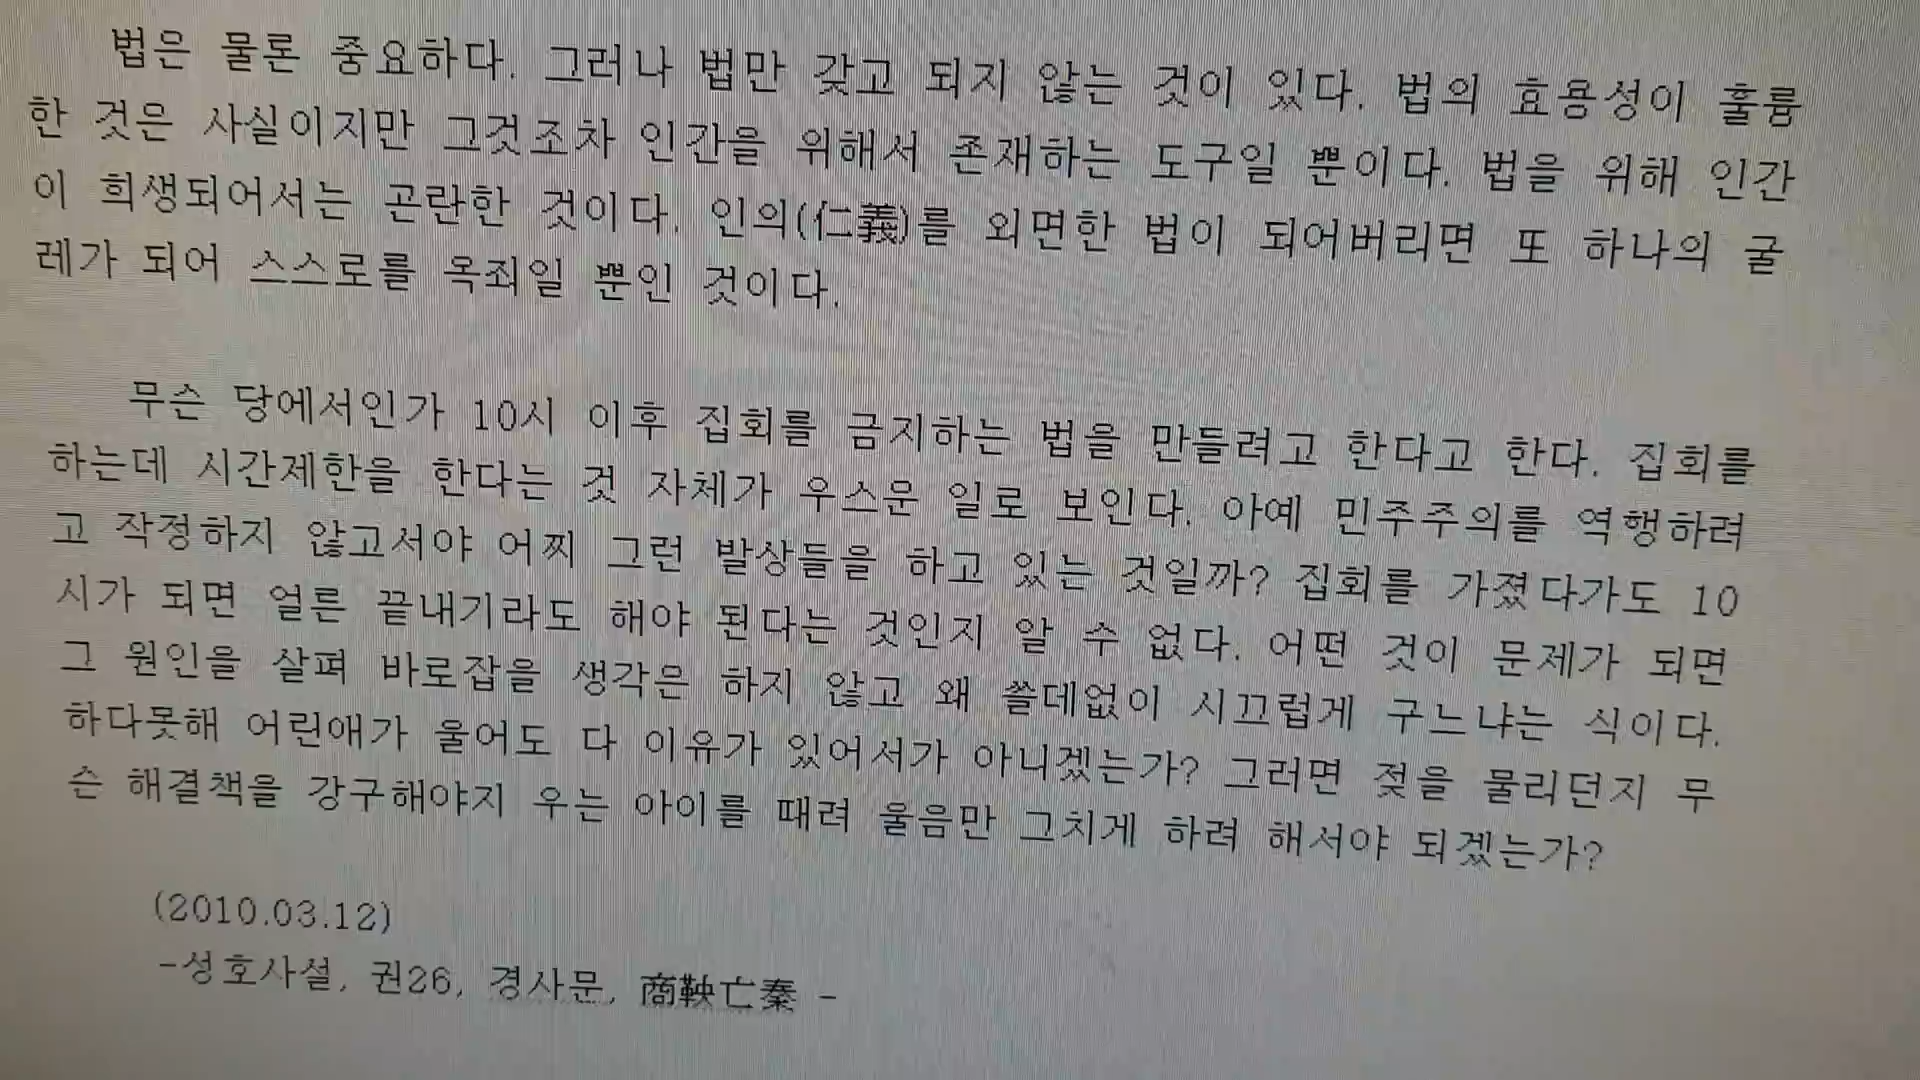 법은 물론 중요하다. 그러나 법만 갖고 되지 않는 것이 있다. 법의 효용성이 훌륭
한 것은 사실이지만 그것조차 인간을 위해서 존재하는 도구일 뿐이다. 법을 위해 인간
이 희생되어서는 곤란한 것이다. 인의(仁義)를 외면한 법이 되어버리면 또 하나의 굴
레가 되어 스스로를 옥죄일 뿐인 것이다.
무슨 당에서인가 10시 이후 집회를 금지하는 법을 만들려고 한다고 한다. 집회를
하는데 시간제한을 한다는 것 자체가 우스운 일로 보인다. 아예 민주주의를 역행하려
고 작정하지 않고서야 어찌 그런 발상들을 하고 있는 것일까? 집회를 가졌다가도 10
시가 되면 얼른 끝내기라도 해야 된다는 것인지 알 수 없다. 어떤 것이 문제가 되면
그 원인을 살펴 바로잡을 생각은 하지 않고 왜 쓸데없이 시끄럽게 구느냐는 식이다.
하다못해 어린애가 울어도 다 이유가 있어서가 아니겠는가? 그러면 젖을 물리던지 무
슨 해결책을 강구해야지 우는 아이를 때려 울음만 그치게 하려 해서야 되겠는가?
(2010.03.12)
-성호사설, 권26, 경사문, 商鞅亡秦 -